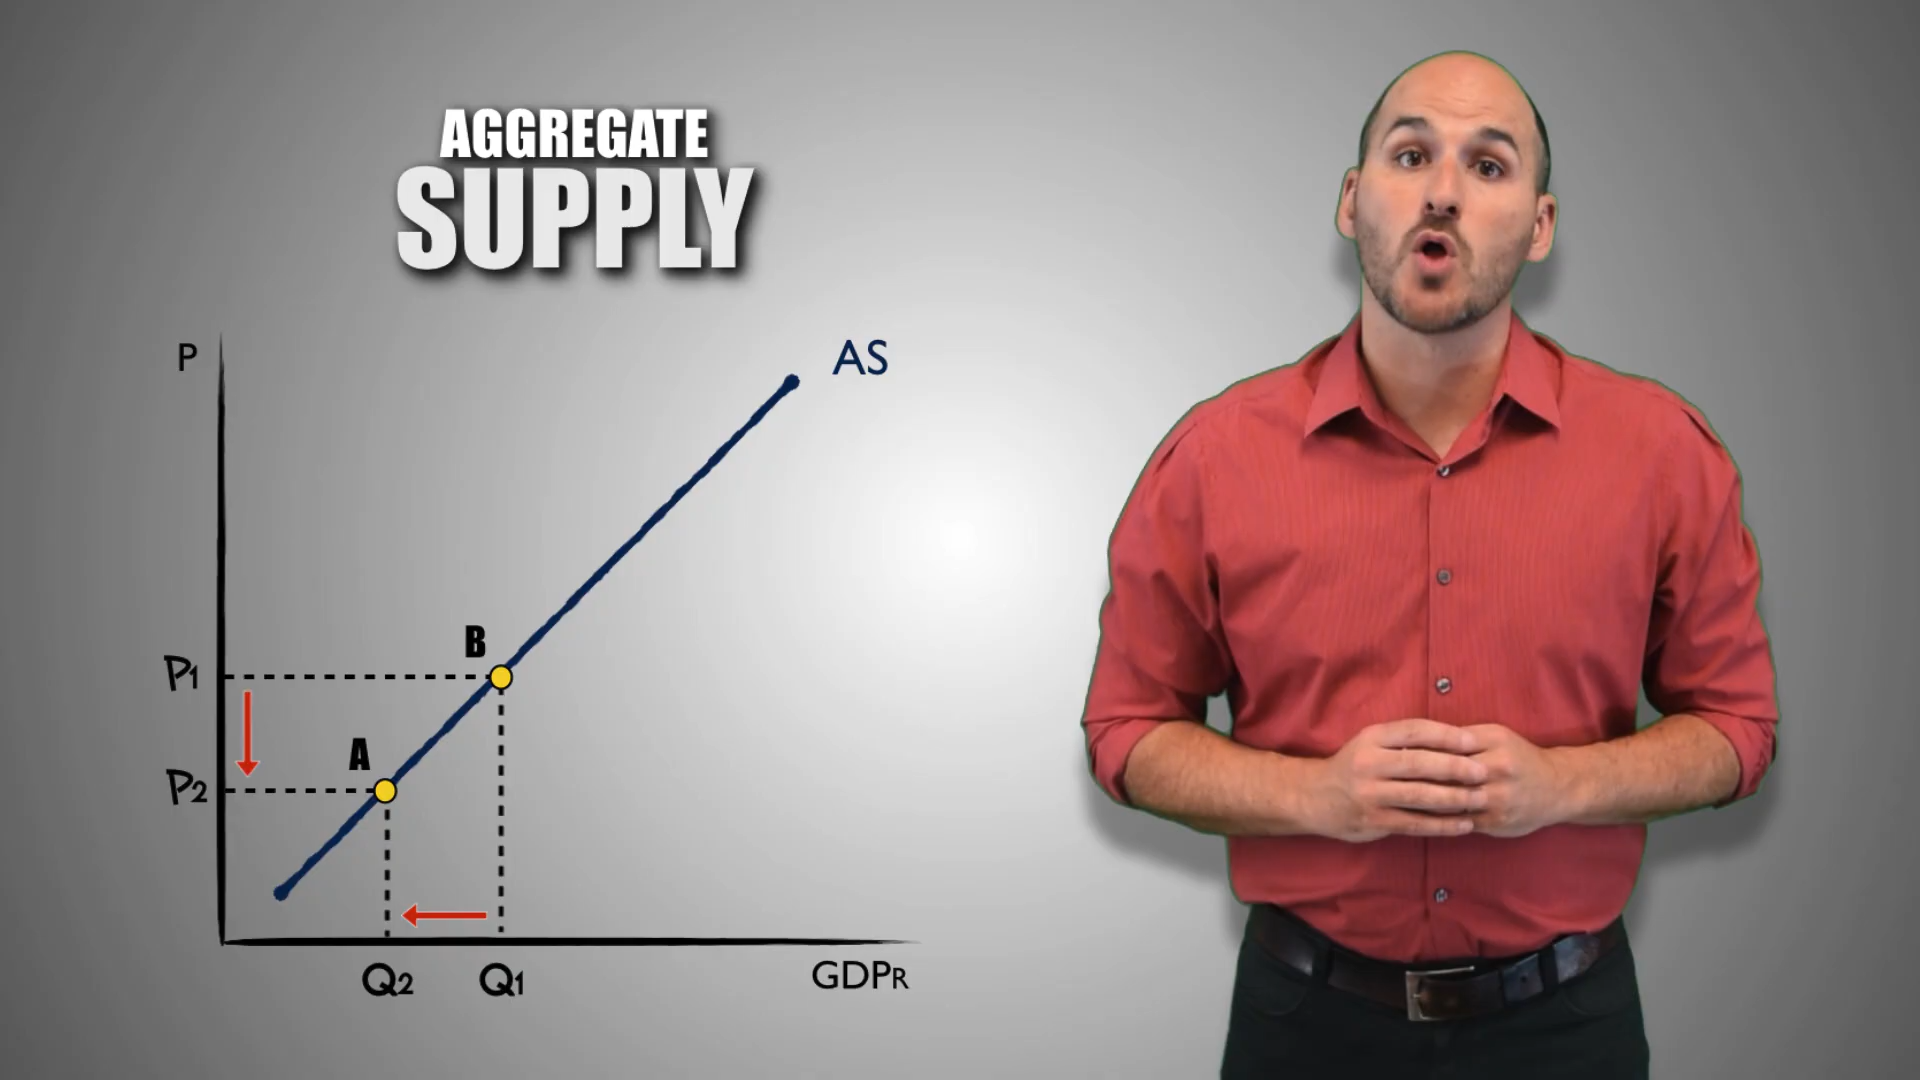 AGGREGATE
SUPPLY
P
AS
B
P1
A
P2
Q2 Q1
GDPR